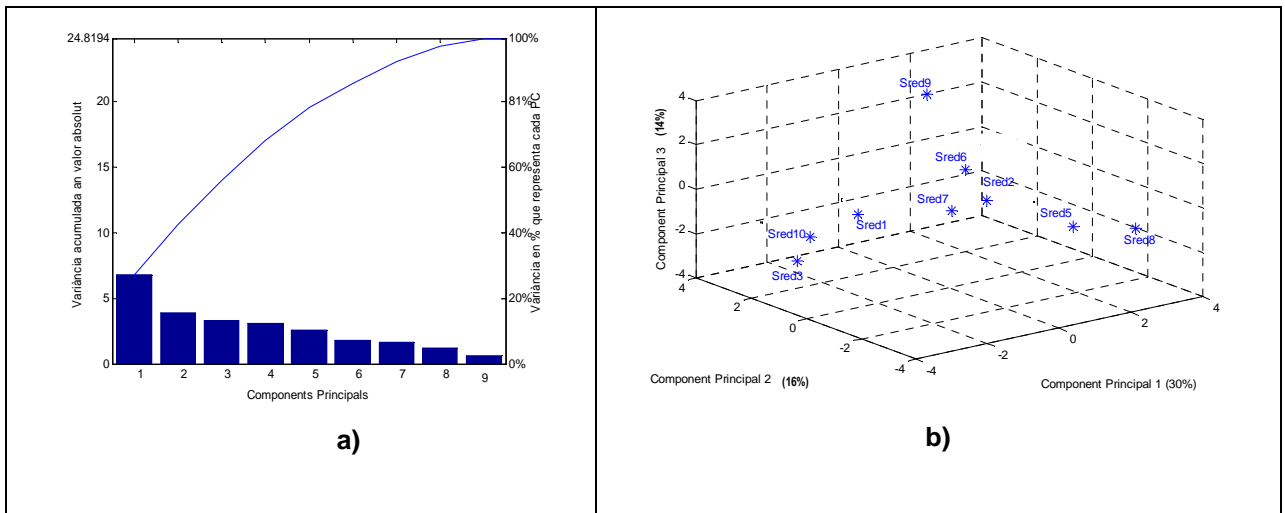 24.8194
20
15
10
5
0
100%
81%
60%
40%
20%
0%
Variància acumulada an valor absolut
Variància en % que representa cada PC
1 2 3 4 5 6 7 8 9
Components Principals
a)
4
2
0
-2
-4
Component Principal 3 (14%)
Sred9
Sred6
Sred2
Sred7
Sred5
Sred8
Sred1
Sred10
Sred3
4
2
0
-2
-4
Component Principal 2 (16%)
-4
-2
0
2
4
Component Principal 1 (30%)
b)